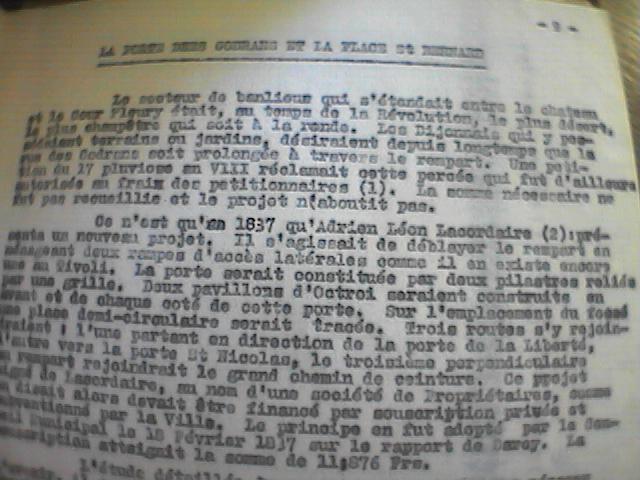 - 9 -
LA PORTE DEES GODRANS ET LA PLACE St BERNARD
Le secteur de banlieue qui s'étendait entre le chateau
et le Cour Fleury était, au temps de la Révolution, le plus désert,
le plus champêtre qui soit à la ronde. Les Dijonnais qui y pos-
sédaient terrains ou jardins, désiraient depuis longtemps que la
rue des Godrans soit prolongée à travers le rempart. Une péti-
tion du 17 pluviose an VIII réclamait cette percée qui fut d'ailleurs
autorisée au frais des petitionnaires (1). La somme nécessaire ne
fut pas recueillie et le projet n'aboutit pas.
Ce n'est qu'en 1837 qu'Adrien Léon Lacordaire (2) pré-
senta un nouveau projet. Il s'agissait de déblayer le rempart en
ménageant deux rampes d'accès latérales comme il en existe encore
une au Tivoli. La porte serait constituée par deux pilastres reliés
par une grille. Deux pavillons d'Octroi seraient construits en
avant et de chaque coté de cette porte. Sur l'emplacement du fossé
une place demi-circulaire serait tracée. Trois routes s'y rejoin-
draient : l'une partant en direction de la porte de la Liberté,
l'autre vers la porte St Nicolas, le troisième perpendiculaire
au rempart rejoindrait le grand chemin de ceinture. Ce projet
signé de Lacordaire, au nom d'une société de Propriétaires, comme
on disait alors devait être financé par souscription privée et
subventionné par la Ville. Le principe en fut adopté par le Con-
seil Municipal le 18 Février 1837 sur le rapport de Darcy. La
souscription atteignit la somme de 11;876 Frs.
L'étude détaillée